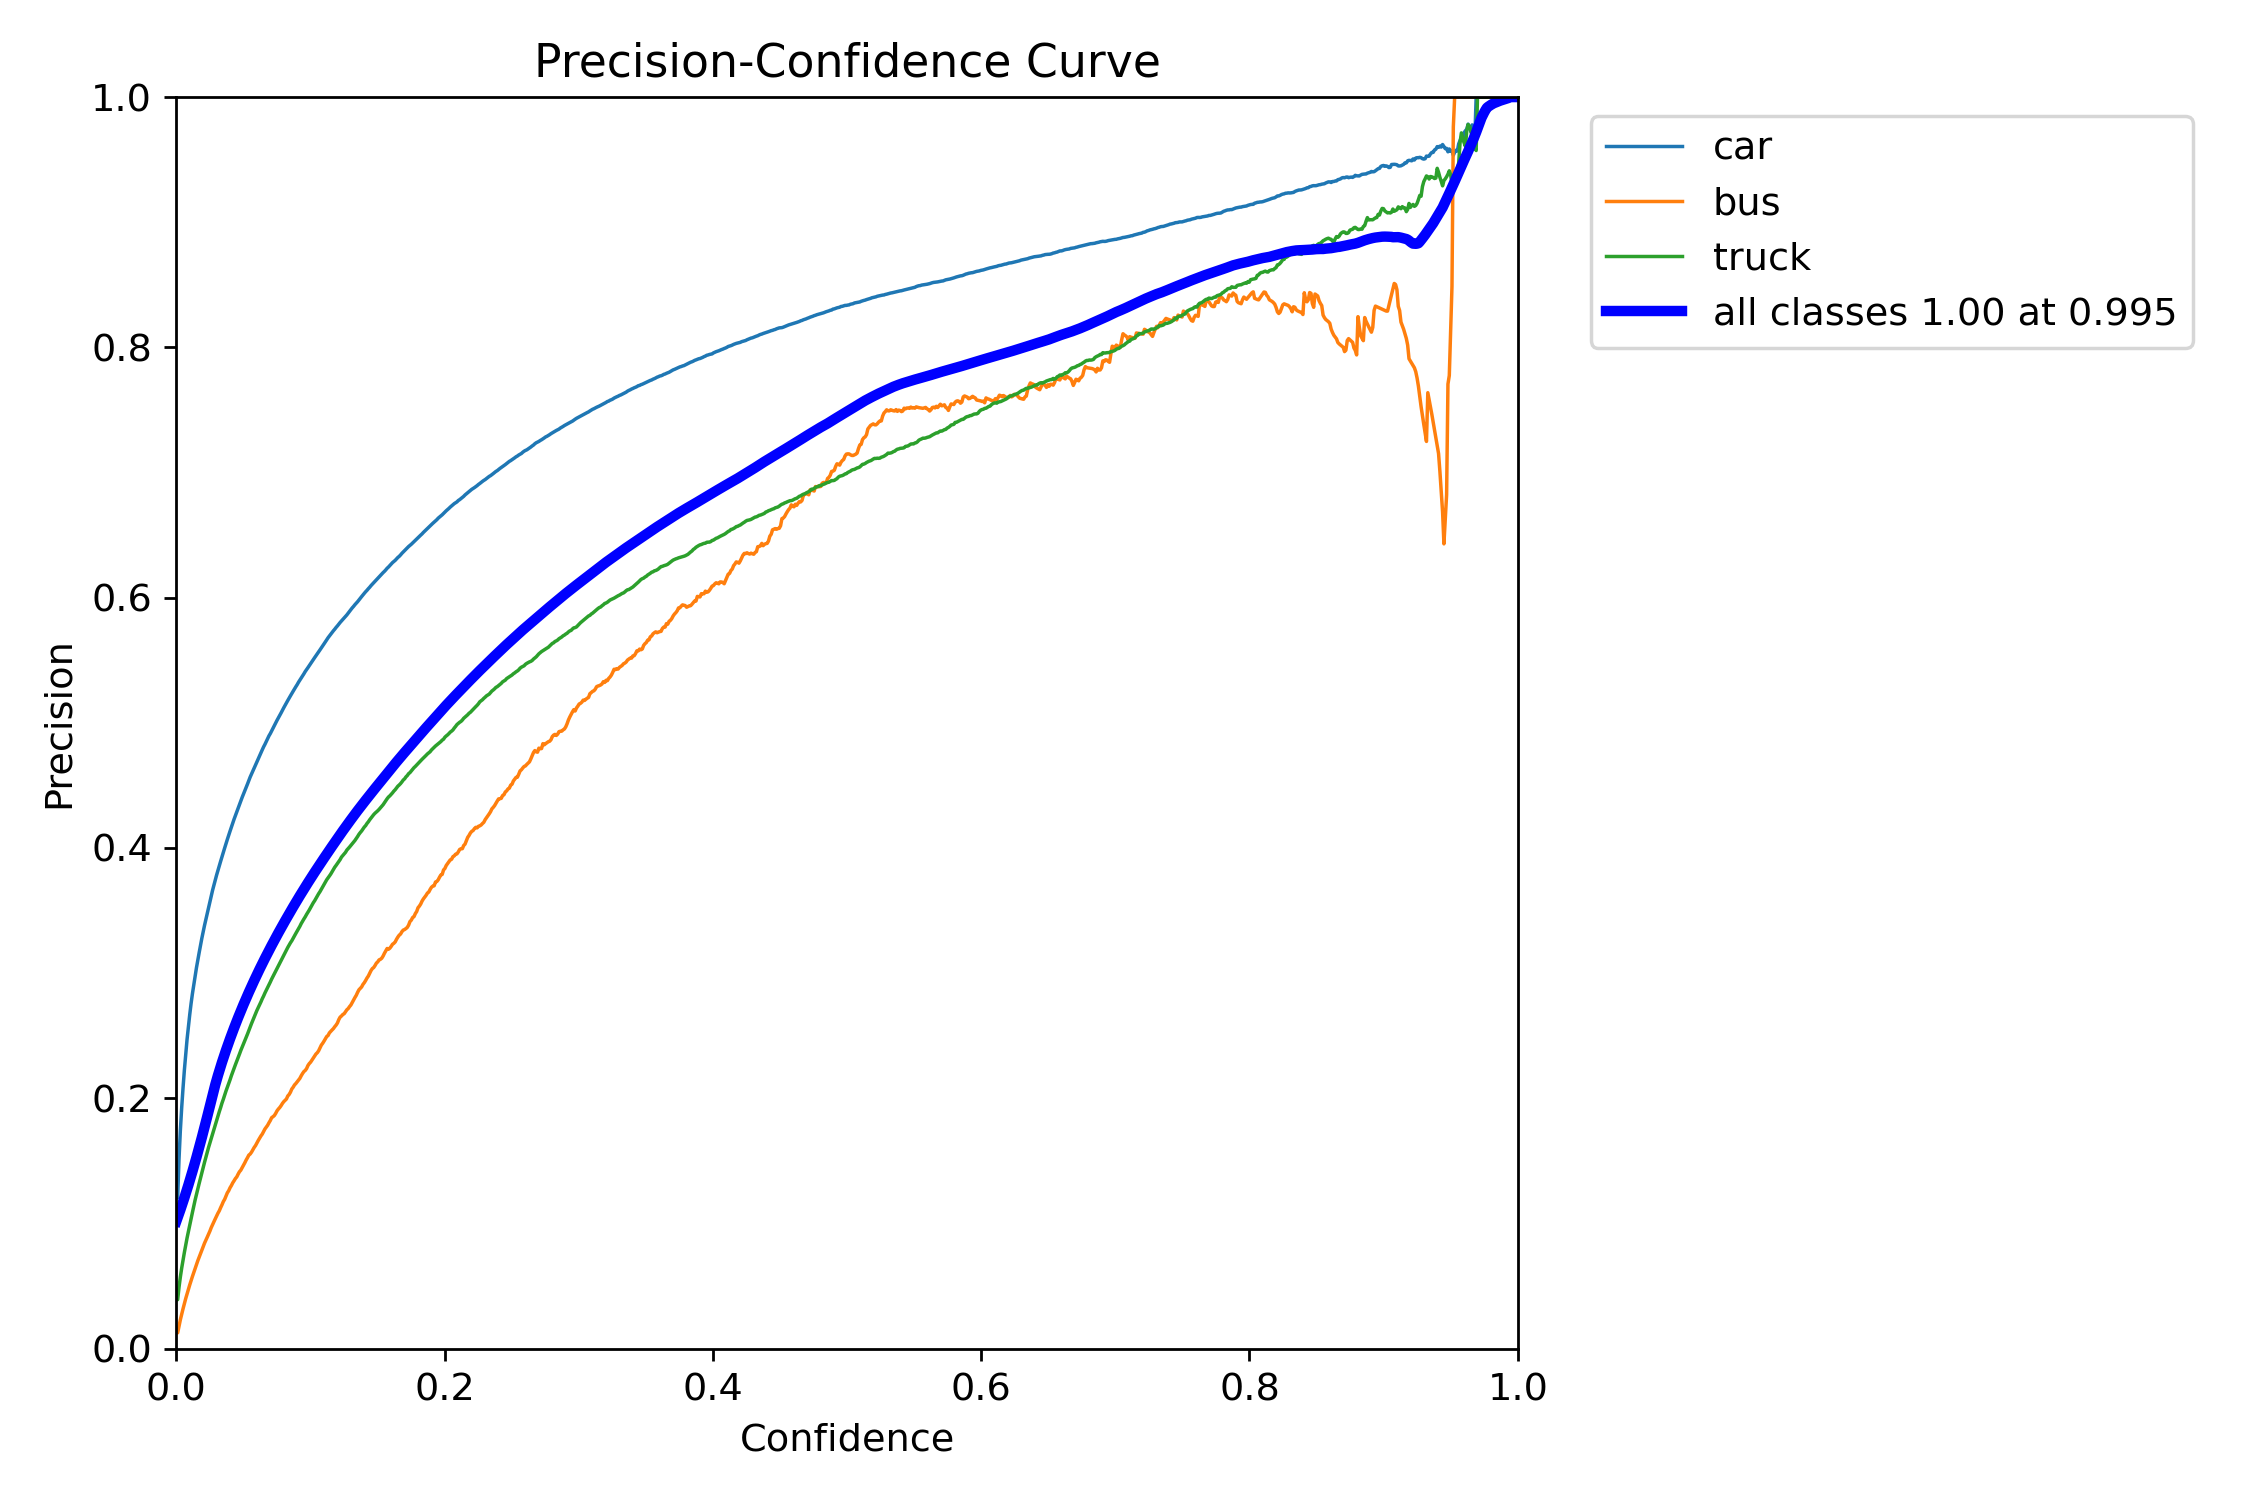 Precision-Confidence Curve
1.0
0.8
0.6
0.4
0.2
0.0
Precision
0.0 0.2 0.4 0.6 0.8 1.0
Confidence
car
bus
truck
all classes 1.00 at 0.995